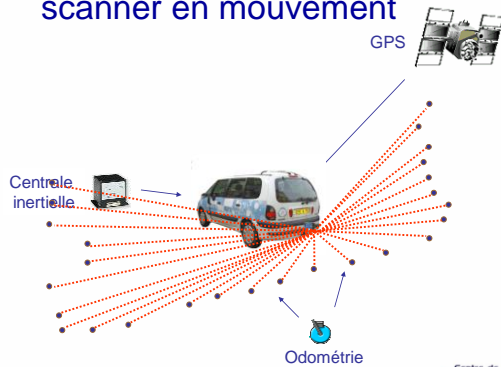 scanner en mouvement
GPS
Centrale
inertielle
Odométrie